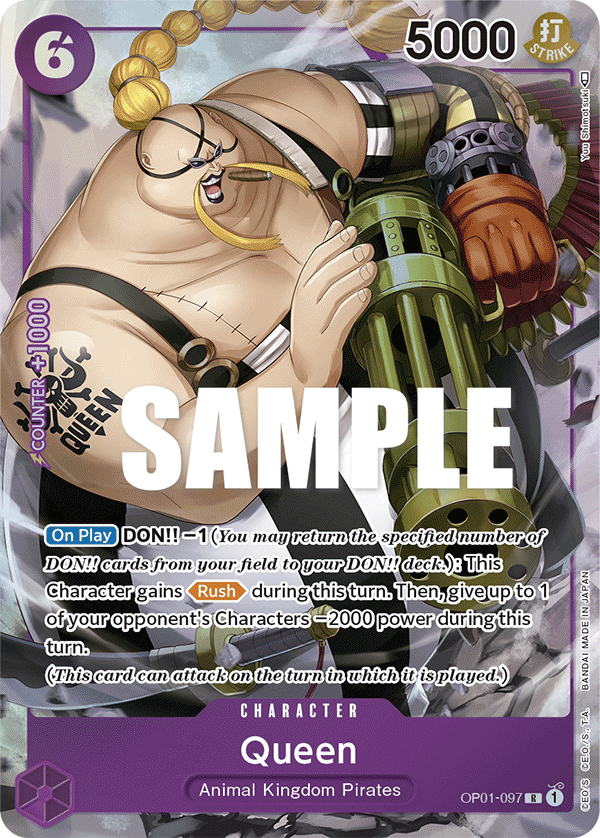 6
5000
打
STRIKE
Yuu Shimotsuki
COUNTER +1000
QUEEN
SAMPLE
On Play DON!! −1 (You may return the specified number of
DON!! cards from your field to your DON!! deck.): This
Character gains Rush during this turn. Then, give up to 1
of your opponent's Characters −2000 power during this
turn.
(This card can attack on the turn in which it is played.)
CHARACTER
Queen
Animal Kingdom Pirates
OP01-097 R 1
©E.O/S ©E.O./S., T.A. BANDAI MADE IN JAPAN